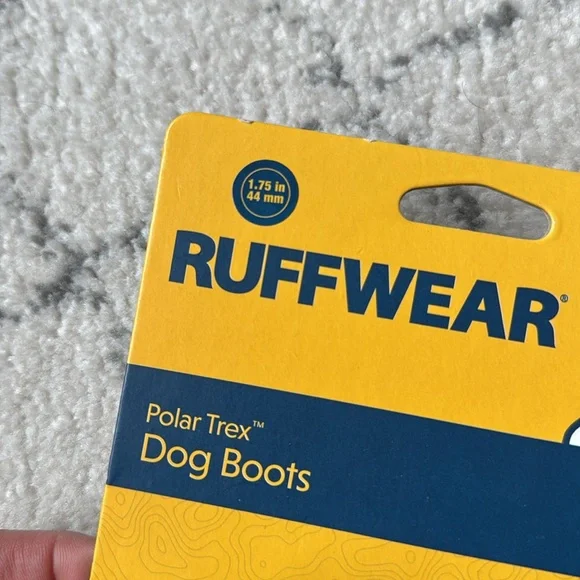 1.75 in
44 mm
RUFFWEAR®
Polar Trex™
Dog Boots